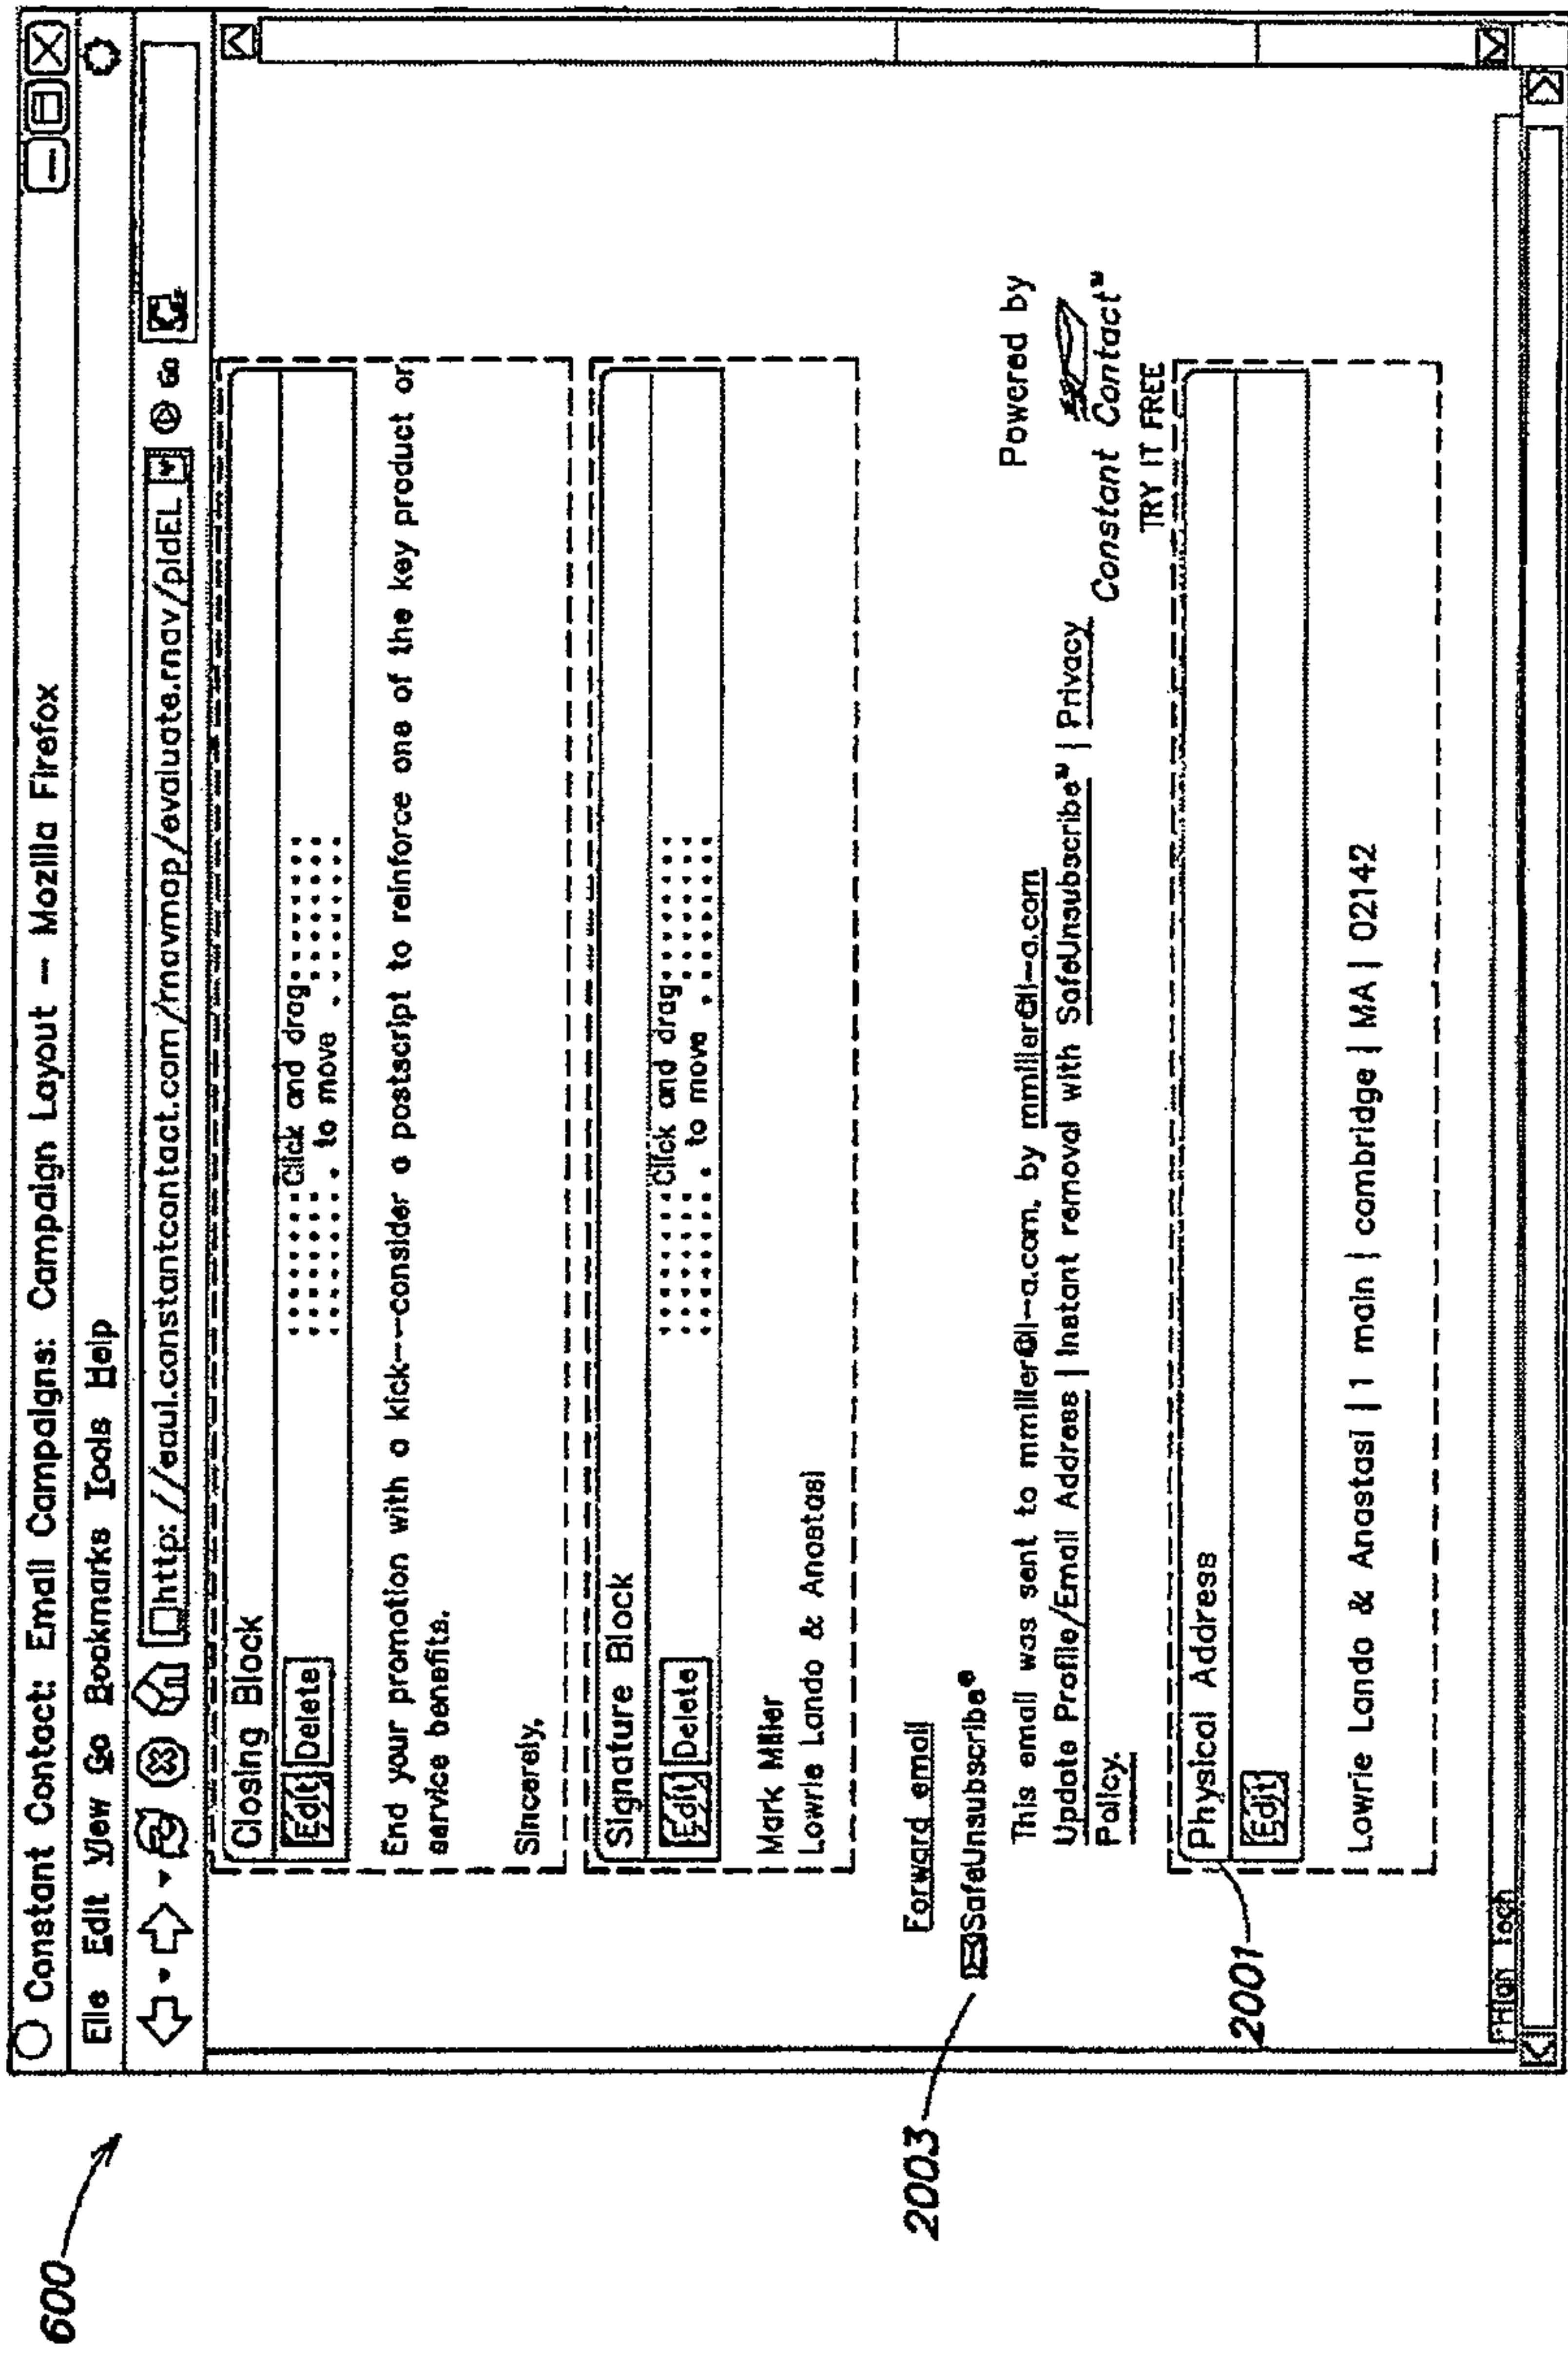 600
Constant Contact: Email Campaigns: Campaign Layout -- Mozilla Firefox
File Edit View Go Bookmarks Tools Help
http://eaui.constantcontact.com/rnavmap/evaluate.rnav/pidEL Go
Closing Block
Edit Delete Click and drag to move
End your promotion with a kick--consider a postscript to reinforce one of the key product or
service benefits.
Sincerely,
Signature Block
Edit Delete Click and drag to move
Mark Miller
Lowrie Lando & Anastasi
Forward email
2003
SafeUnsubscribe®
This email was sent to mmiller@ll-a.com, by mmiller@ll-a.com
Update Profile/Email Address | Instant removal with SafeUnsubscribe™ | Privacy
Policy.
Powered by
Constant Contact™
TRY IT FREE
2001
Physical Address
Edit
Lowrie Lando & Anastasi | 1 main | cambridge | MA | 02142